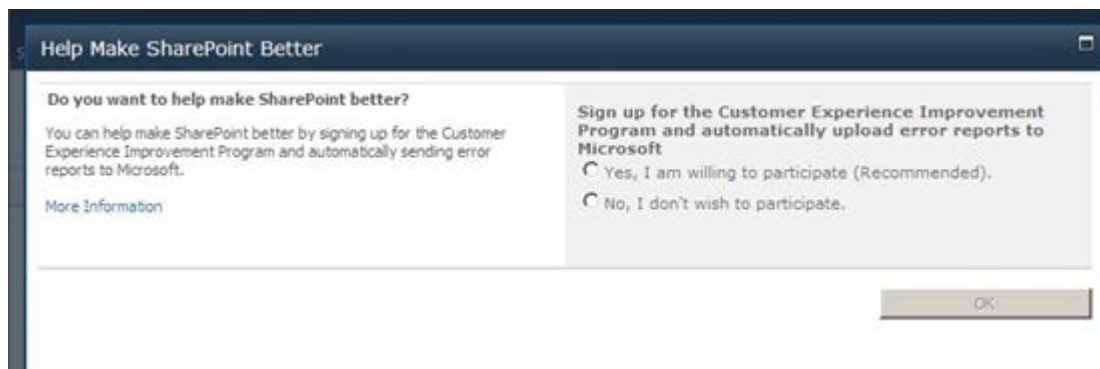 Help Make SharePoint Better
Do you want to help make SharePoint better?
You can help make SharePoint better by signing up for the Customer
Experience Improvement Program and automatically sending error
reports to Microsoft.
More Information
Sign up for the Customer Experience Improvement
Program and automatically upload error reports to
Microsoft
Yes, I am willing to participate (Recommended).
No, I don't wish to participate.
OK